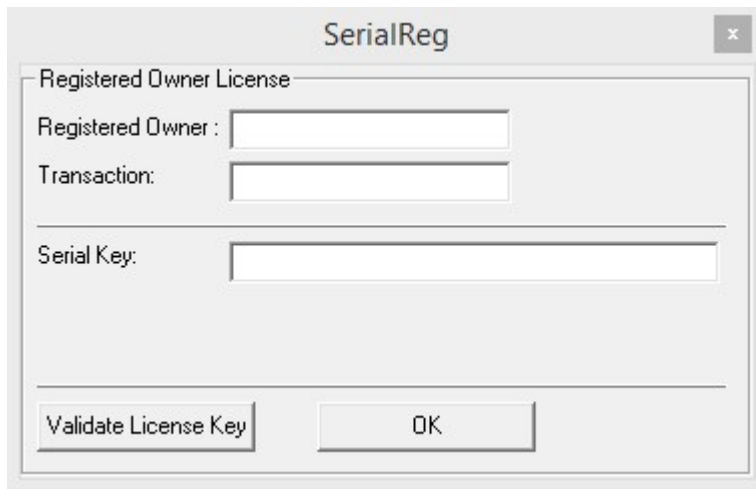 SerialReg
x
Registered Owner License
Registered Owner :
Transaction:
Serial Key:
Validate License Key
OK